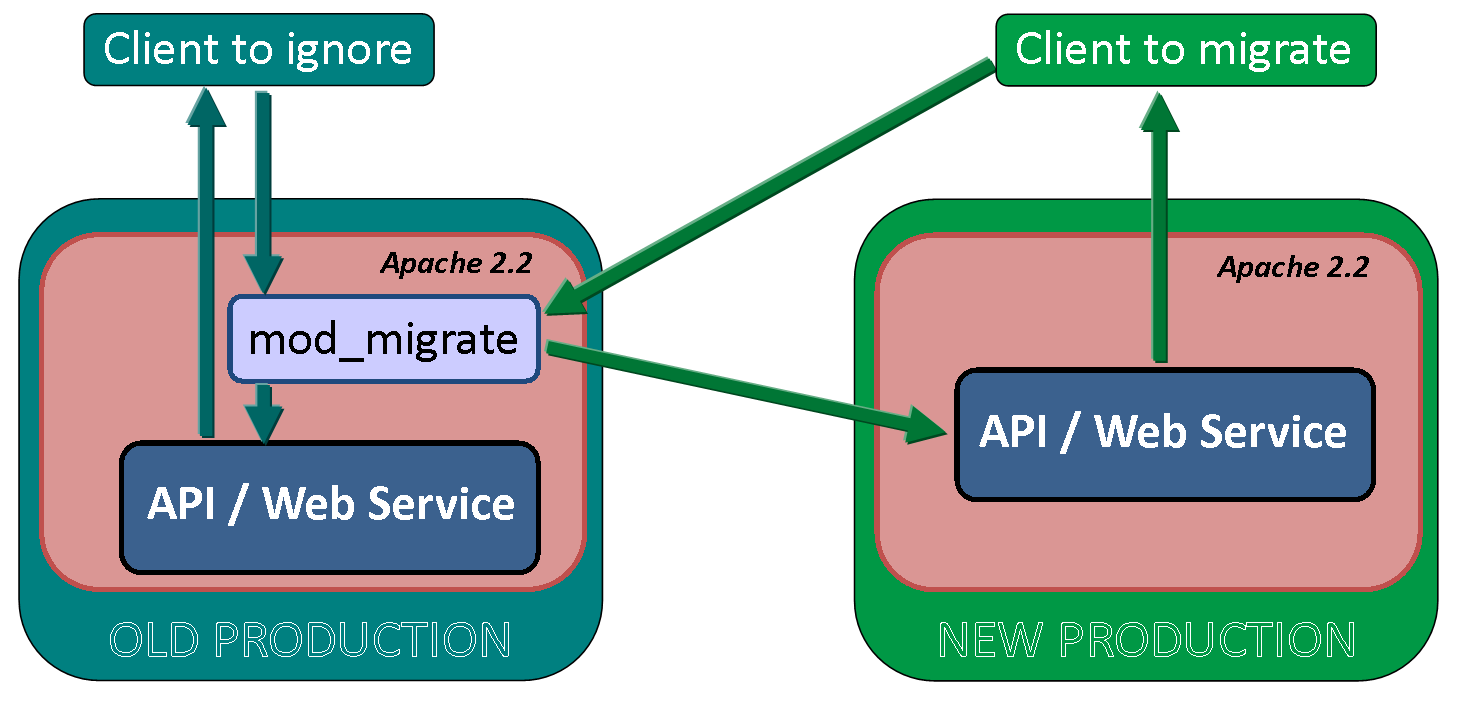 Client to ignore
Client to migrate
Apache 2.2
Apache 2.2
mod_migrate
API / Web Service
API / Web Service
OLD PRODUCTION
NEW PRODUCTION